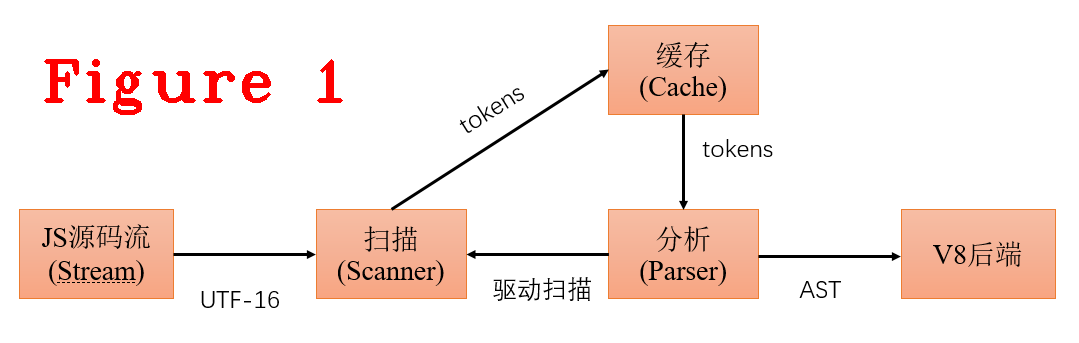 Figure 1
缓存
(Cache)
tokens
tokens
JS源码流
(Stream)
UTF-16
扫描
(Scanner)
驱动扫描
分析
(Parser)
AST
V8后端